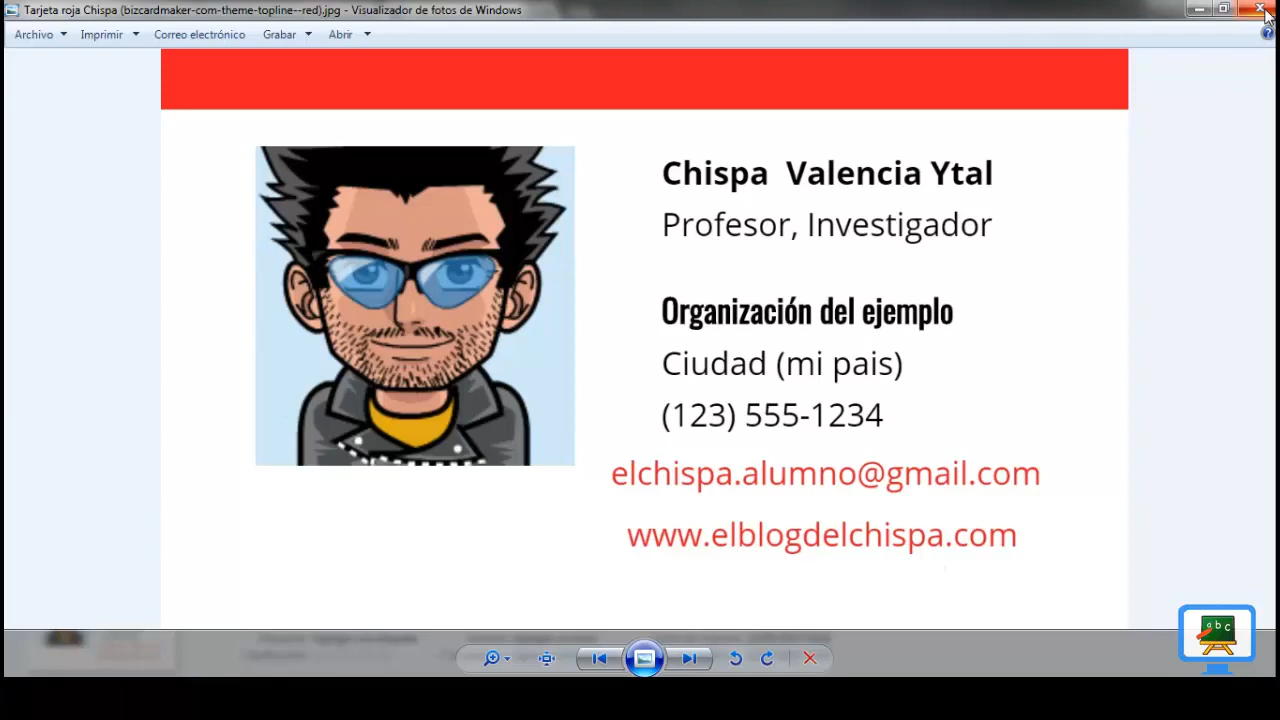 Tarjeta roja Chispa (bizcardmaker-com-theme-topline--red).jpg - Visualizador de fotos de Windows
Archivo Imprimir Correo electrónico Grabar Abrir
Chispa Valencia Ytal
Profesor, Investigador
Organización del ejemplo
Ciudad (mi pais)
(123) 555-1234
elchispa.alumno@gmail.com
www.elblogdelchispa.com
abc